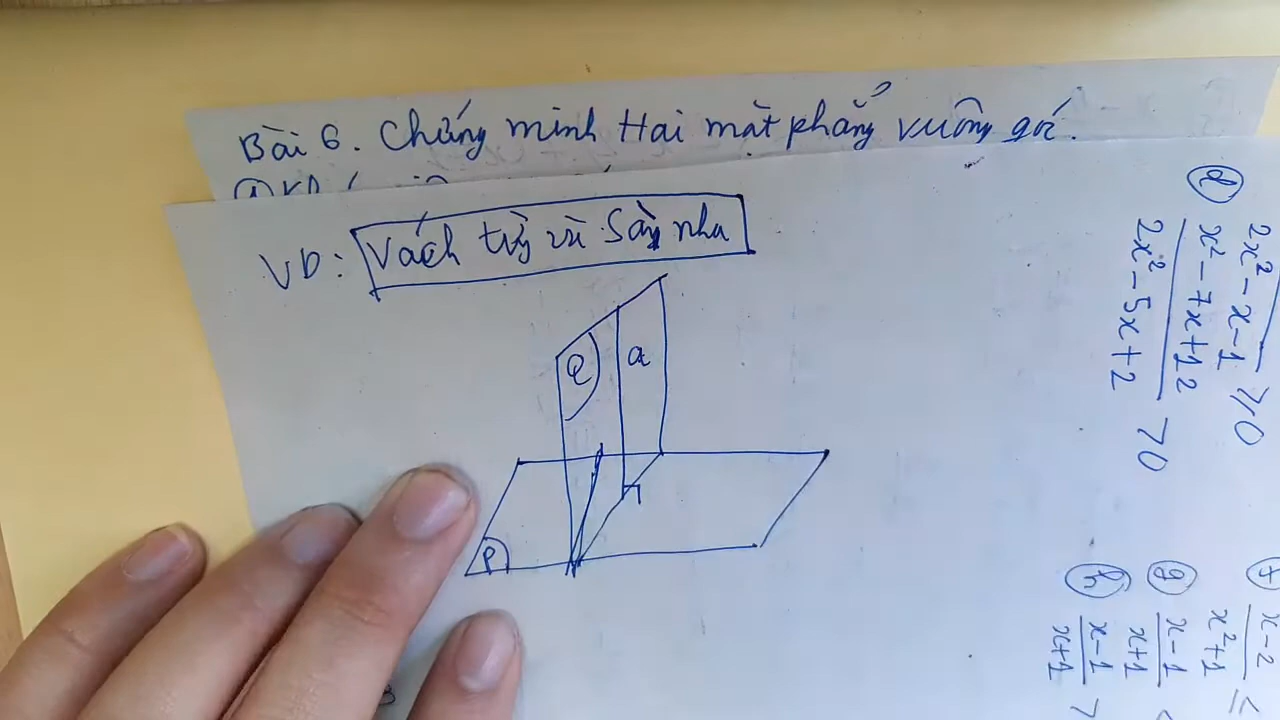 Bài 6. Chứng minh Hai mặt phẳng vuông góc.
VD: Vách tủ và Sàn nhà
Q
a
P
d
2x² - x - 1
x² - 7x + 12 ≥ 0
2x² - 5x + 2 > 0
f
x - 2
x² + 1 ≤
g
x - 1
x + 1
h
x - 1
x + 1 >